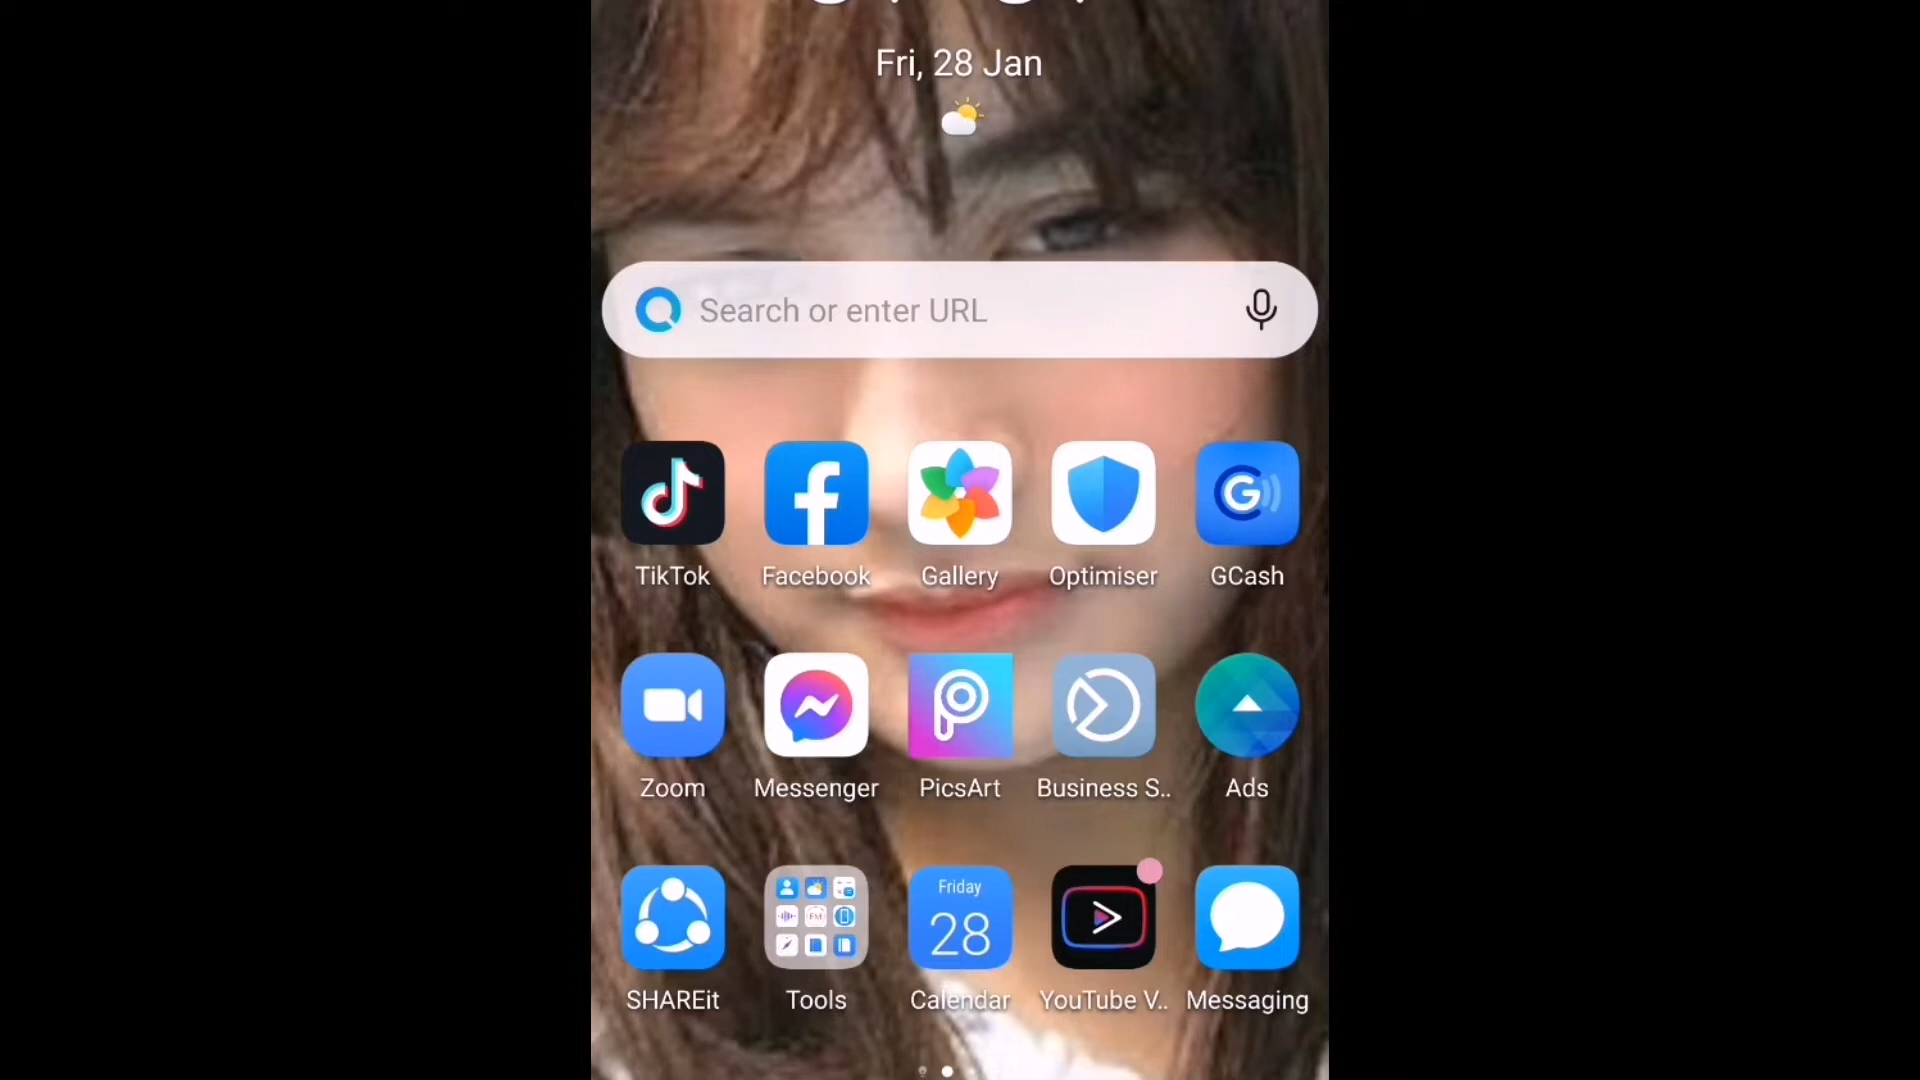 Fri, 28 Jan
Search or enter URL
TikTok Facebook Gallery Optimiser GCash
Zoom Messenger PicsArt Business S.. Ads
Friday
28
FM
SHAREit Tools Calendar YouTube V.. Messaging